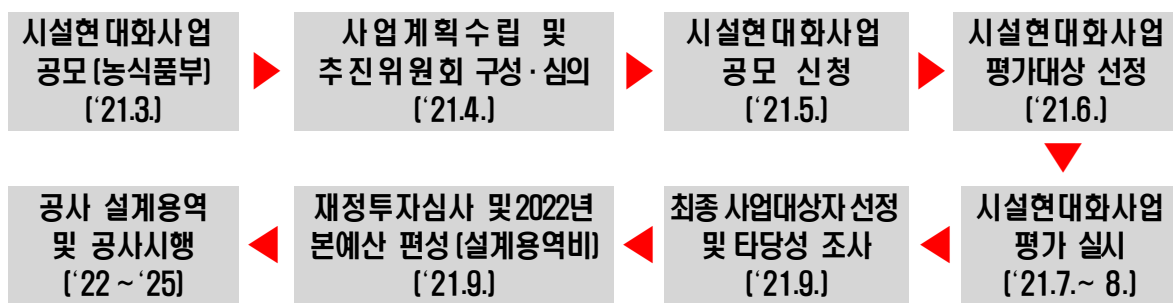 시설현대화사업
공모(농식품부)
(‘21.3.)
사업계획수립 및
추진위원회 구성·심의
(‘21.4.)
시설현대화사업
공모 신청
(‘21.5.)
시설현대화사업
평가대상 선정
(‘21.6.)
시설현대화사업
평가 실시
(‘21.7.~ 8.)
최종 사업대상자 선정
및 타당성 조사
(‘21.9.)
재정투자심사 및 2022년
본예산 편성 (설계용역비)
(‘21.9.)
공사 설계용역
및 공사시행
(‘22 ~ ‘25)